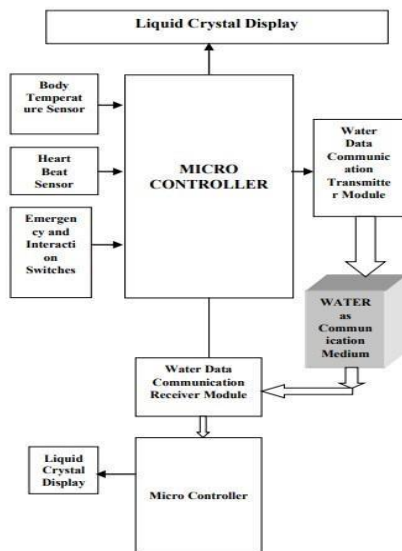 Liquid Crystal Display
Body
Temperat
ure Sensor
Heart
Beat
Sensor
Emergen
cy and
Interacti
on
Switches
MICRO
CONTROLLER
Water
Data
Communic
ation
Transmitte
r Module
WATER
as
Commun
ication
Medium
Water Data
Communication
Receiver Module
Liquid
Crystal
Display
Micro Controller